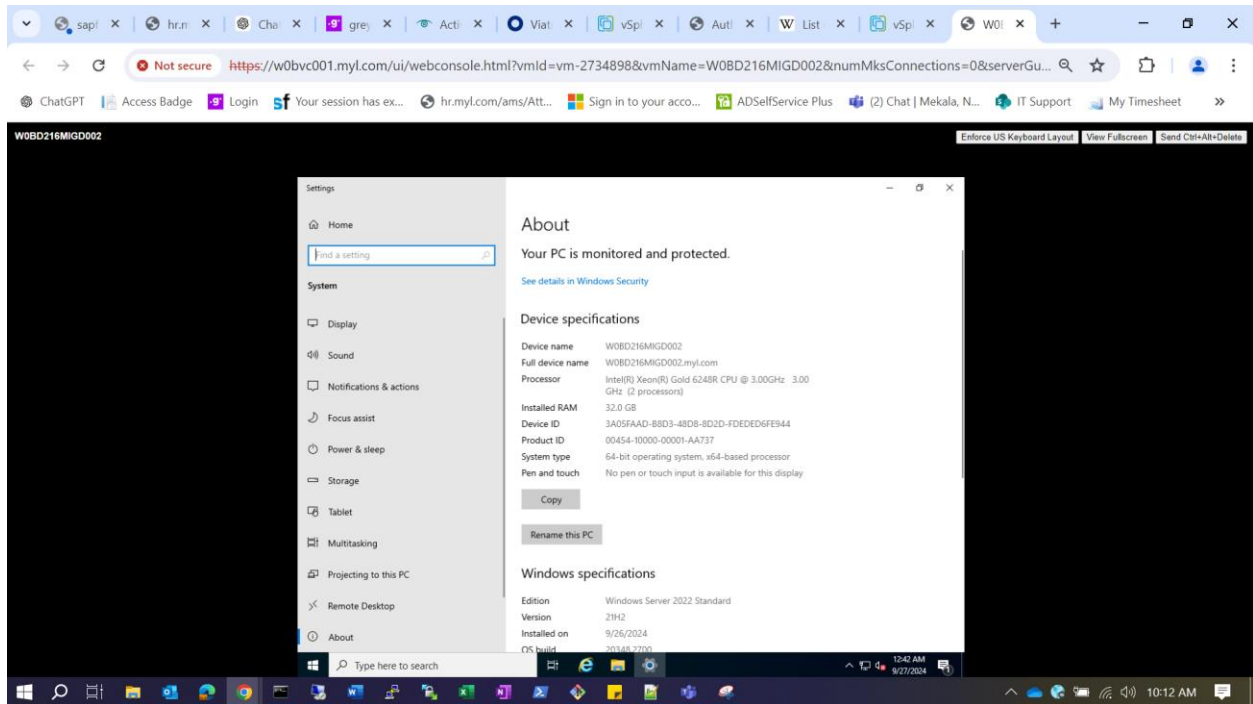 sapl
hr.m
Cha
grey
Acti
Viat
vSpl
Autl
List
vSpl
W0I
Not secure https://w0bvc001.myl.com/ui/webconsole.html?vmId=vm-2734898&vmName=W0BD216MIGD002&numMksConnections=0&serverGu...
ChatGPT Access Badge Login Your session has ex... hr.myl.com/ams/Att... Sign in to your acco... ADSelfService Plus (2) Chat | Mekala, N... IT Support My Timesheet
W0BD216MIGD002 Enforce US Keyboard Layout View Fullscreen Send Ctrl+Alt+Delete
Settings
Home
Find a setting
System
Display
Sound
Notifications & actions
Focus assist
Power & sleep
Storage
Tablet
Multitasking
Projecting to this PC
Remote Desktop
About
About
Your PC is monitored and protected.
See details in Windows Security
Device specifications
Device name W0BD216MIGD002
Full device name W0BD216MIGD002.myl.com
Processor Intel(R) Xeon(R) Gold 6248R CPU @ 3.00GHz 3.00
GHz (2 processors)
Installed RAM 32.0 GB
Device ID 3A05FAAD-B8D3-48D8-8D2D-FDEDED6FE944
Product ID 00454-10000-00001-AA737
System type 64-bit operating system, x64-based processor
Pen and touch No pen or touch input is available for this display
Copy
Rename this PC
Windows specifications
Edition Windows Server 2022 Standard
Version 21H2
Installed on 9/26/2024
OS build 20348.2700
Type here to search
12:42 AM
9/27/2024
10:12 AM